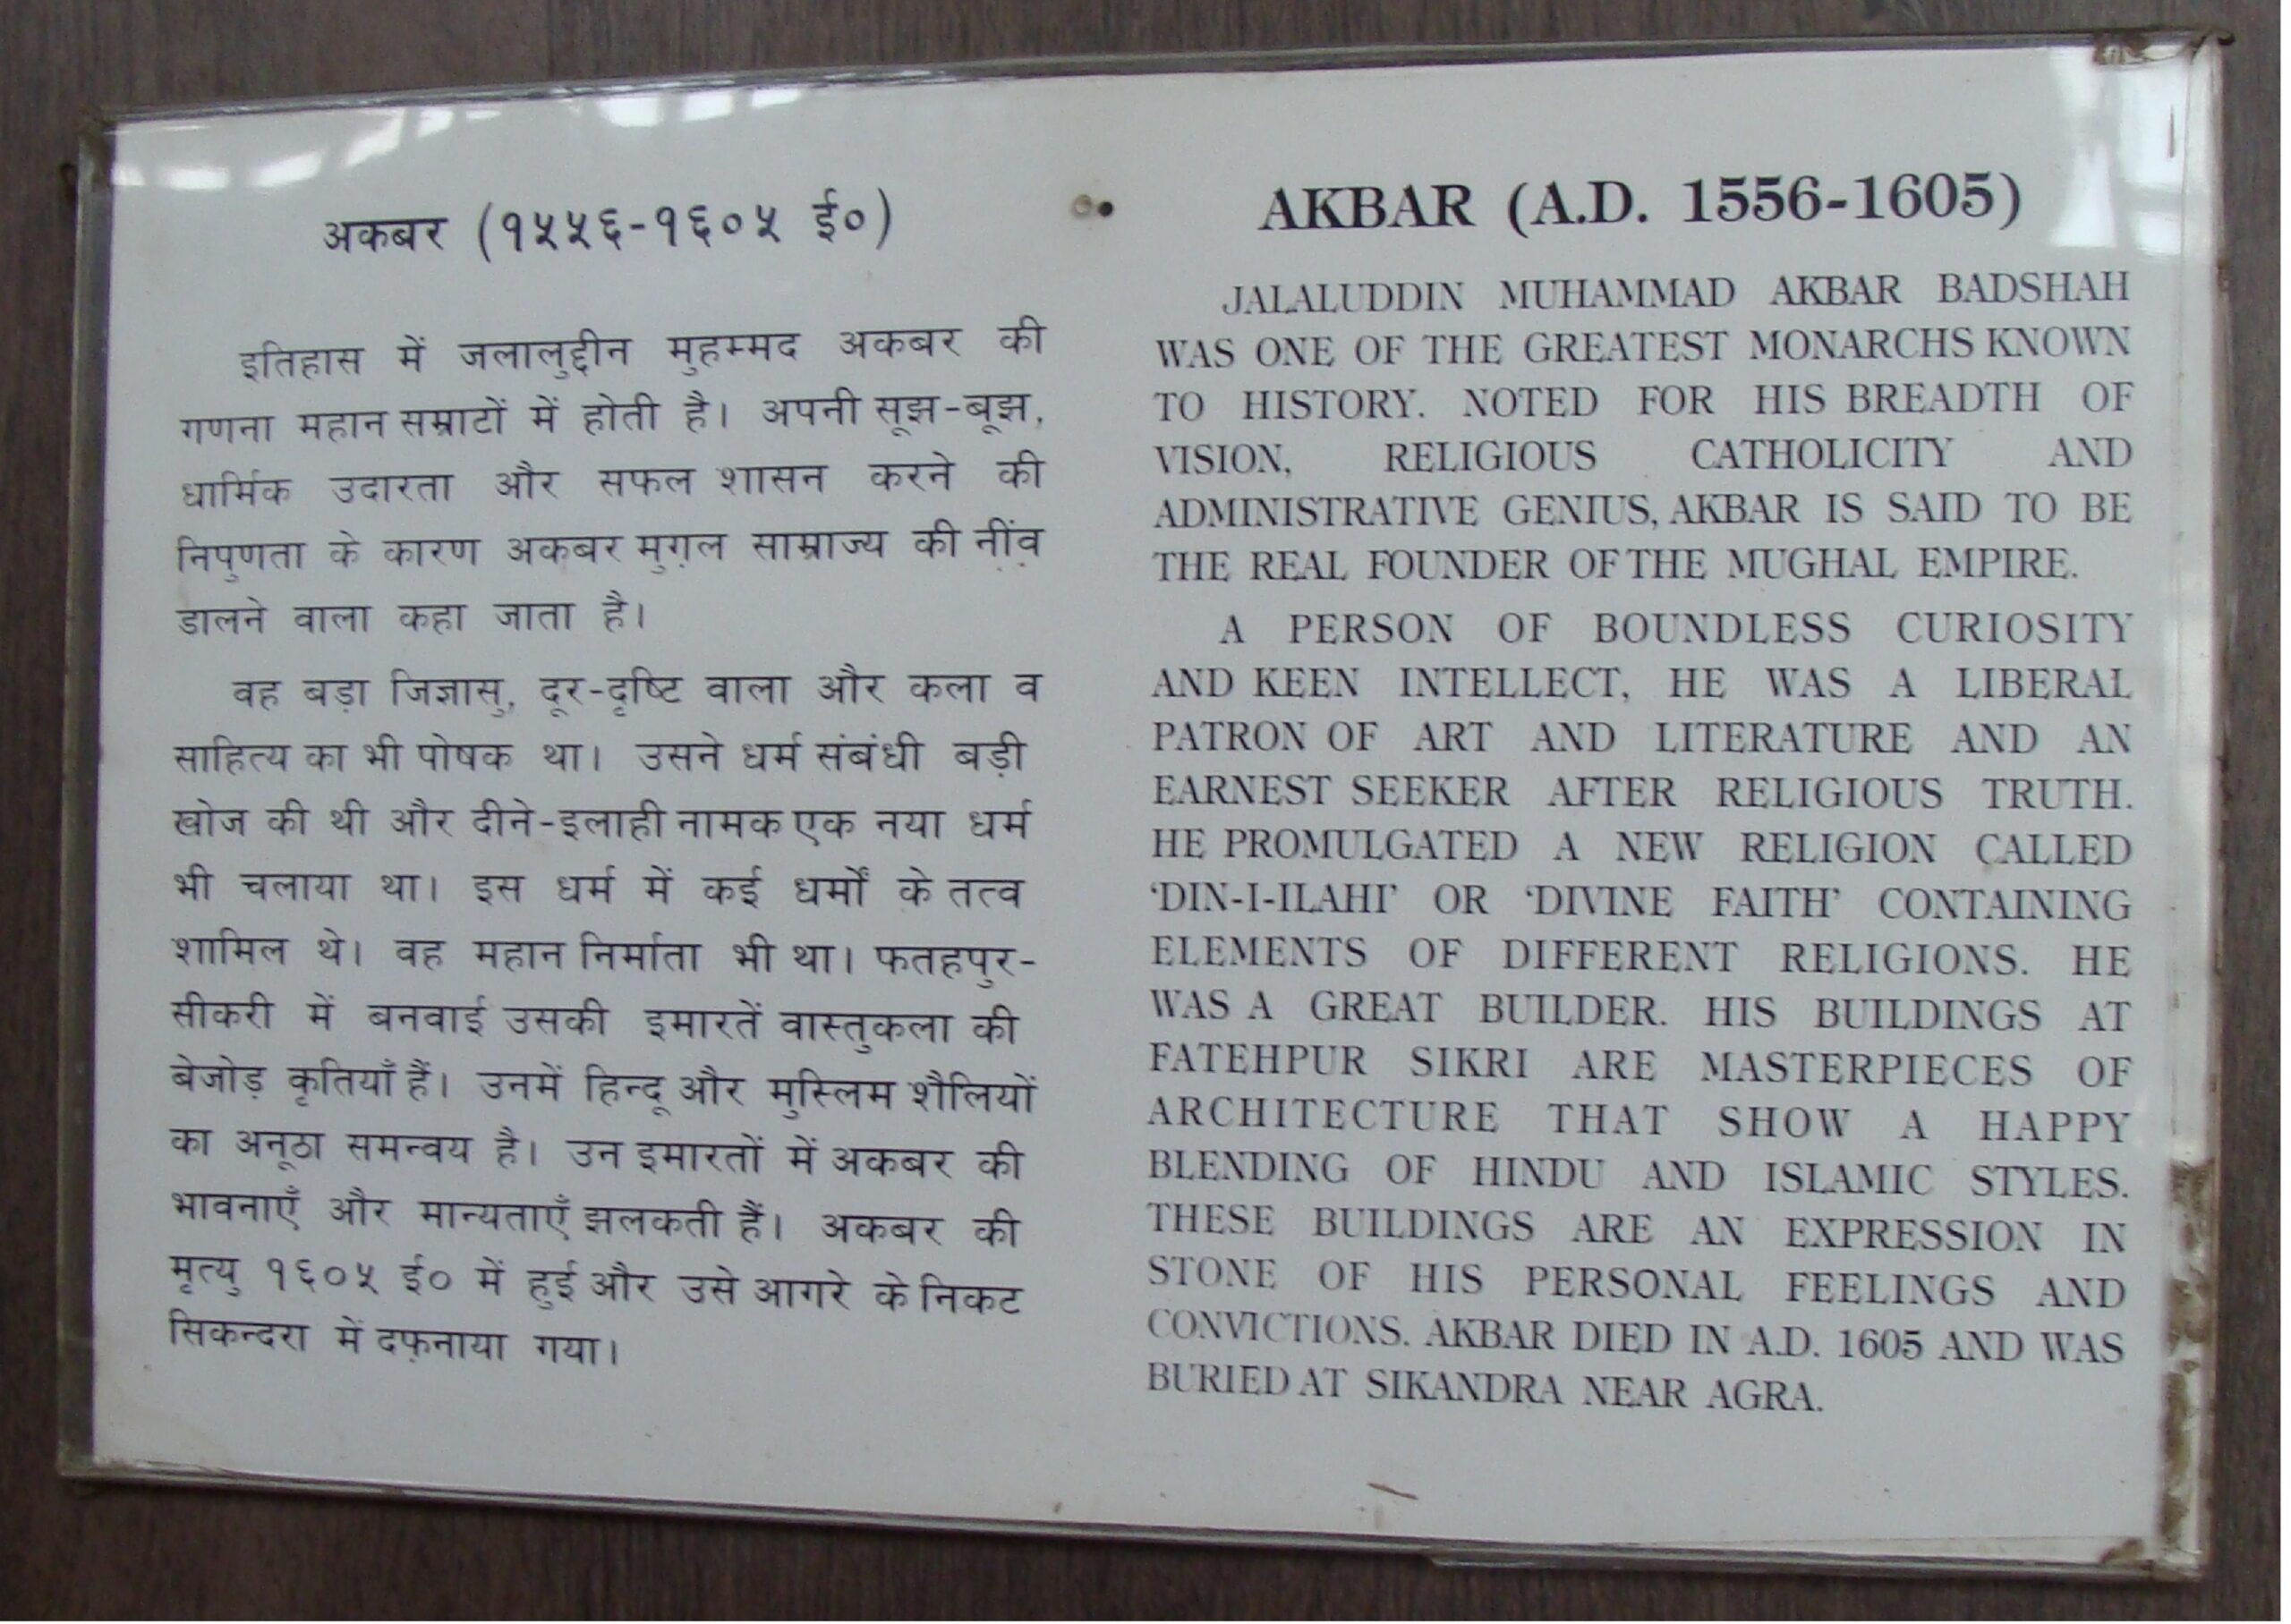 अकबर (१५५६-१६०५ ई०)
इतिहास में जलालुद्दीन मुहम्मद अकबर की
गणना महान सम्राटों में होती है। अपनी सूझ-बूझ,
धार्मिक उदारता और सफल शासन करने की
निपुणता के कारण अकबर मुग़ल साम्राज्य की नींव़
डालने वाला कहा जाता है।
वह बड़ा जिज्ञासु, दूर-दृष्टि वाला और कला व
साहित्य का भी पोषक था। उसने धर्म संबंधी बड़ी
खोज की थी और दीने-इलाही नामक एक नया धर्म
भी चलाया था। इस धर्म में कई धर्मों के तत्व
शामिल थे। वह महान निर्माता भी था। फतहपुर-
सीकरी में बनवाई उसकी इमारतें वास्तुकला की
बेजोड़ कृतियाँ हैं। उनमें हिन्दू और मुस्लिम शैलियों
का अनूठा समन्वय है। उन इमारतों में अकबर की
भावनाएँ और मान्यताएँ झलकती हैं। अकबर की
मृत्यु १६०५ ई० में हुई और उसे आगरे के निकट
सिकन्दरा में दफ़नाया गया।
AKBAR (A.D. 1556-1605)
JALALUDDIN MUHAMMAD AKBAR BADSHAH
WAS ONE OF THE GREATEST MONARCHS KNOWN
TO HISTORY. NOTED FOR HIS BREADTH OF
VISION, RELIGIOUS CATHOLICITY AND
ADMINISTRATIVE GENIUS, AKBAR IS SAID TO BE
THE REAL FOUNDER OF THE MUGHAL EMPIRE.
A PERSON OF BOUNDLESS CURIOSITY
AND KEEN INTELLECT, HE WAS A LIBERAL
PATRON OF ART AND LITERATURE AND AN
EARNEST SEEKER AFTER RELIGIOUS TRUTH.
HE PROMULGATED A NEW RELIGION CALLED
‘DIN-I-ILAHI’ OR ‘DIVINE FAITH’ CONTAINING
ELEMENTS OF DIFFERENT RELIGIONS. HE
WAS A GREAT BUILDER. HIS BUILDINGS AT
FATEHPUR SIKRI ARE MASTERPIECES OF
ARCHITECTURE THAT SHOW A HAPPY
BLENDING OF HINDU AND ISLAMIC STYLES.
THESE BUILDINGS ARE AN EXPRESSION IN
STONE OF HIS PERSONAL FEELINGS AND
CONVICTIONS. AKBAR DIED IN A.D. 1605 AND WAS
BURIED AT SIKANDRA NEAR AGRA.